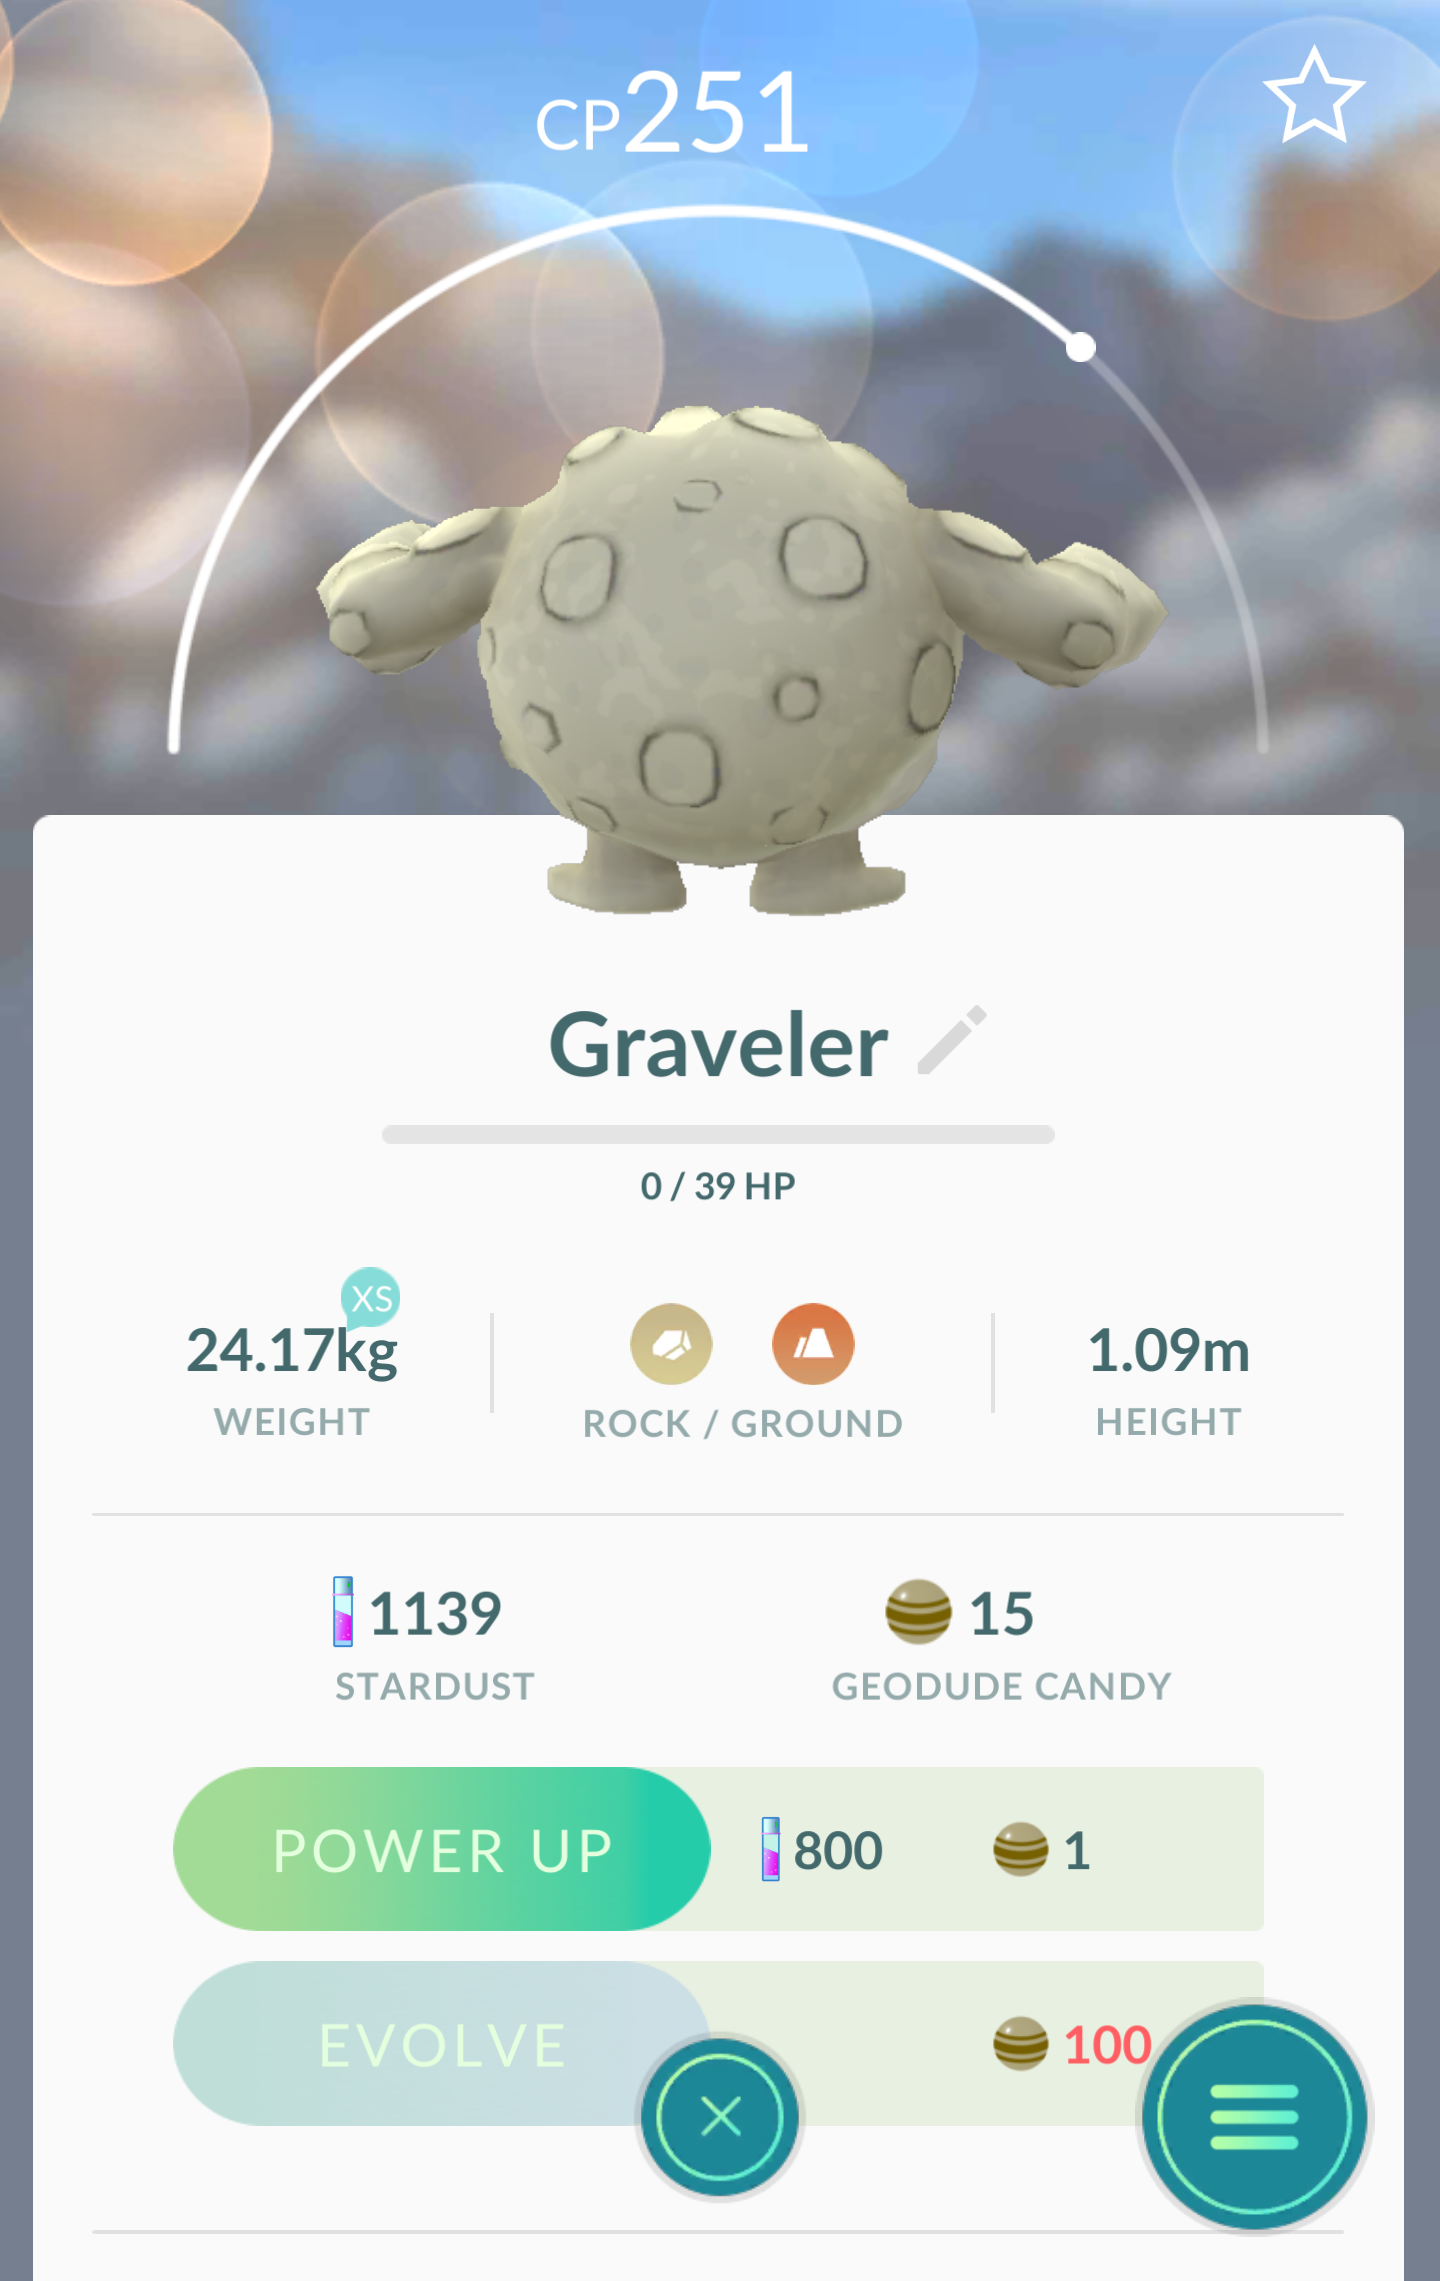 CP251
Graveler
0 / 39 HP
XS
24.17kg
WEIGHT
ROCK / GROUND
1.09m
HEIGHT
1139
STARDUST
15
GEODUDE CANDY
POWER UP
800
1
EVOLVE
100